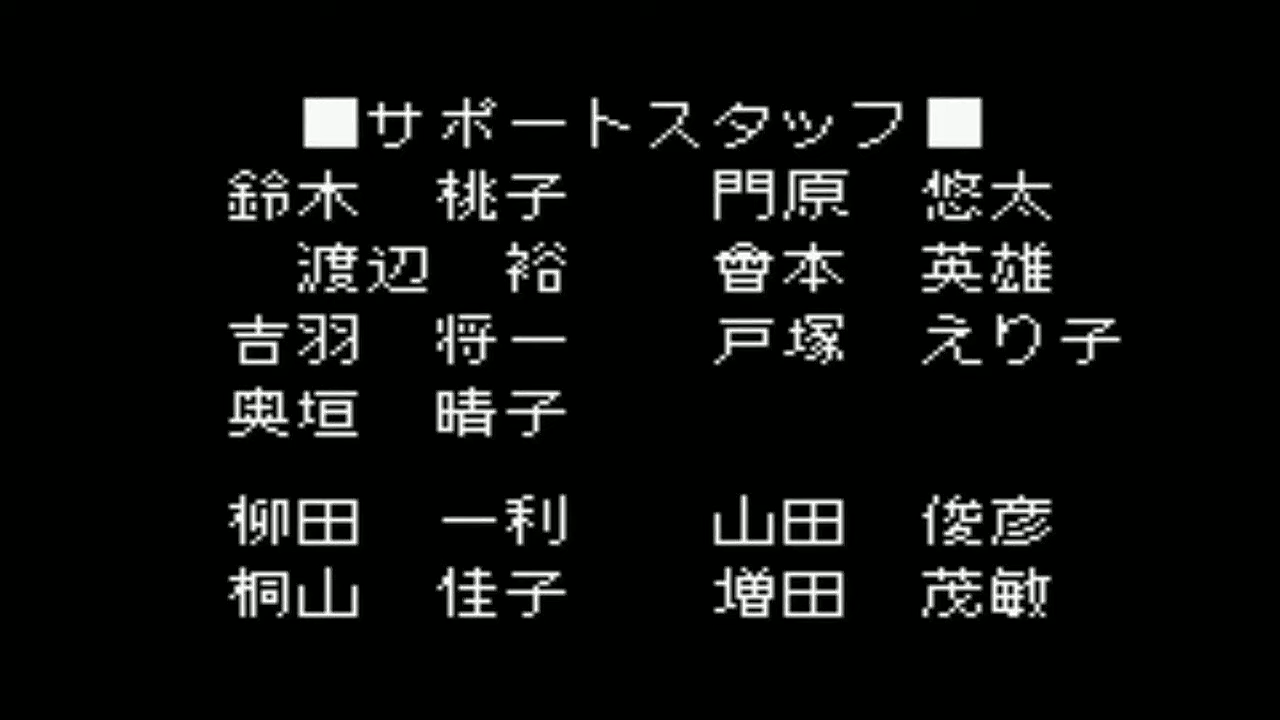 ■サポートスタッフ■
鈴木　桃子　　門原　悠太
渡辺　裕　　曾本　英雄
吉羽　将一　　戸塚　えり子
奥垣　晴子
柳田　一利　　山田　俊彦
桐山　佳子　　増田　茂敏